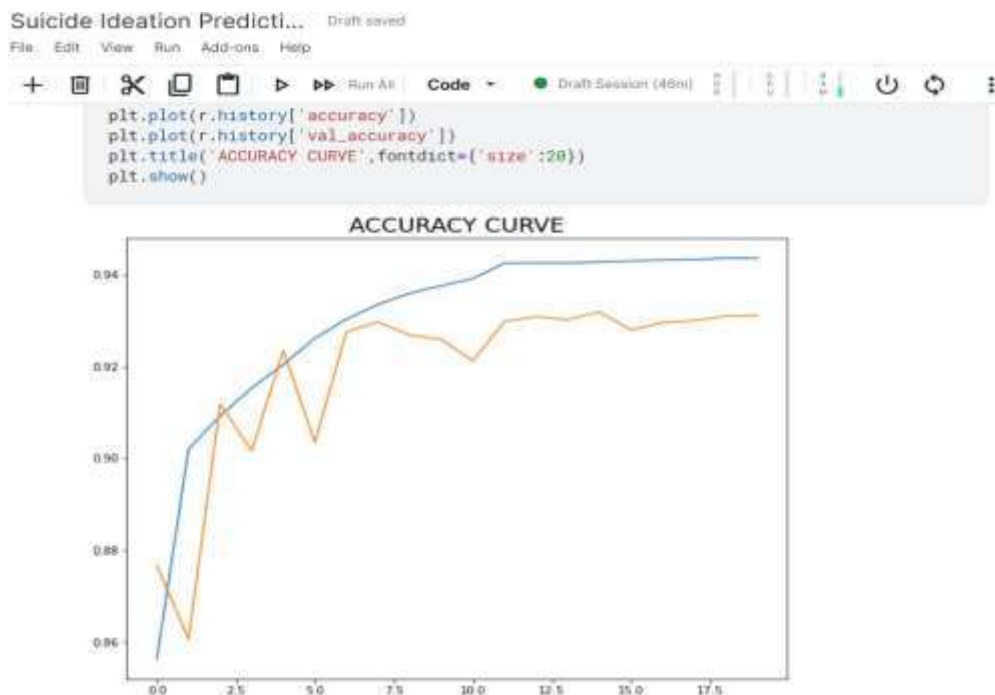 Suicide Ideation Predicti... Draft saved
File Edit View Run Add-ons Help
Run All Code Draft Session (46m)
plt.plot(r.history['accuracy'])
plt.plot(r.history['val_accuracy'])
plt.title('ACCURACY CURVE',fontdict={'size':20})
plt.show()
ACCURACY CURVE
0.94
0.92
0.90
0.88
0.86
0.0 2.5 5.0 7.5 10.0 12.5 15.0 17.5